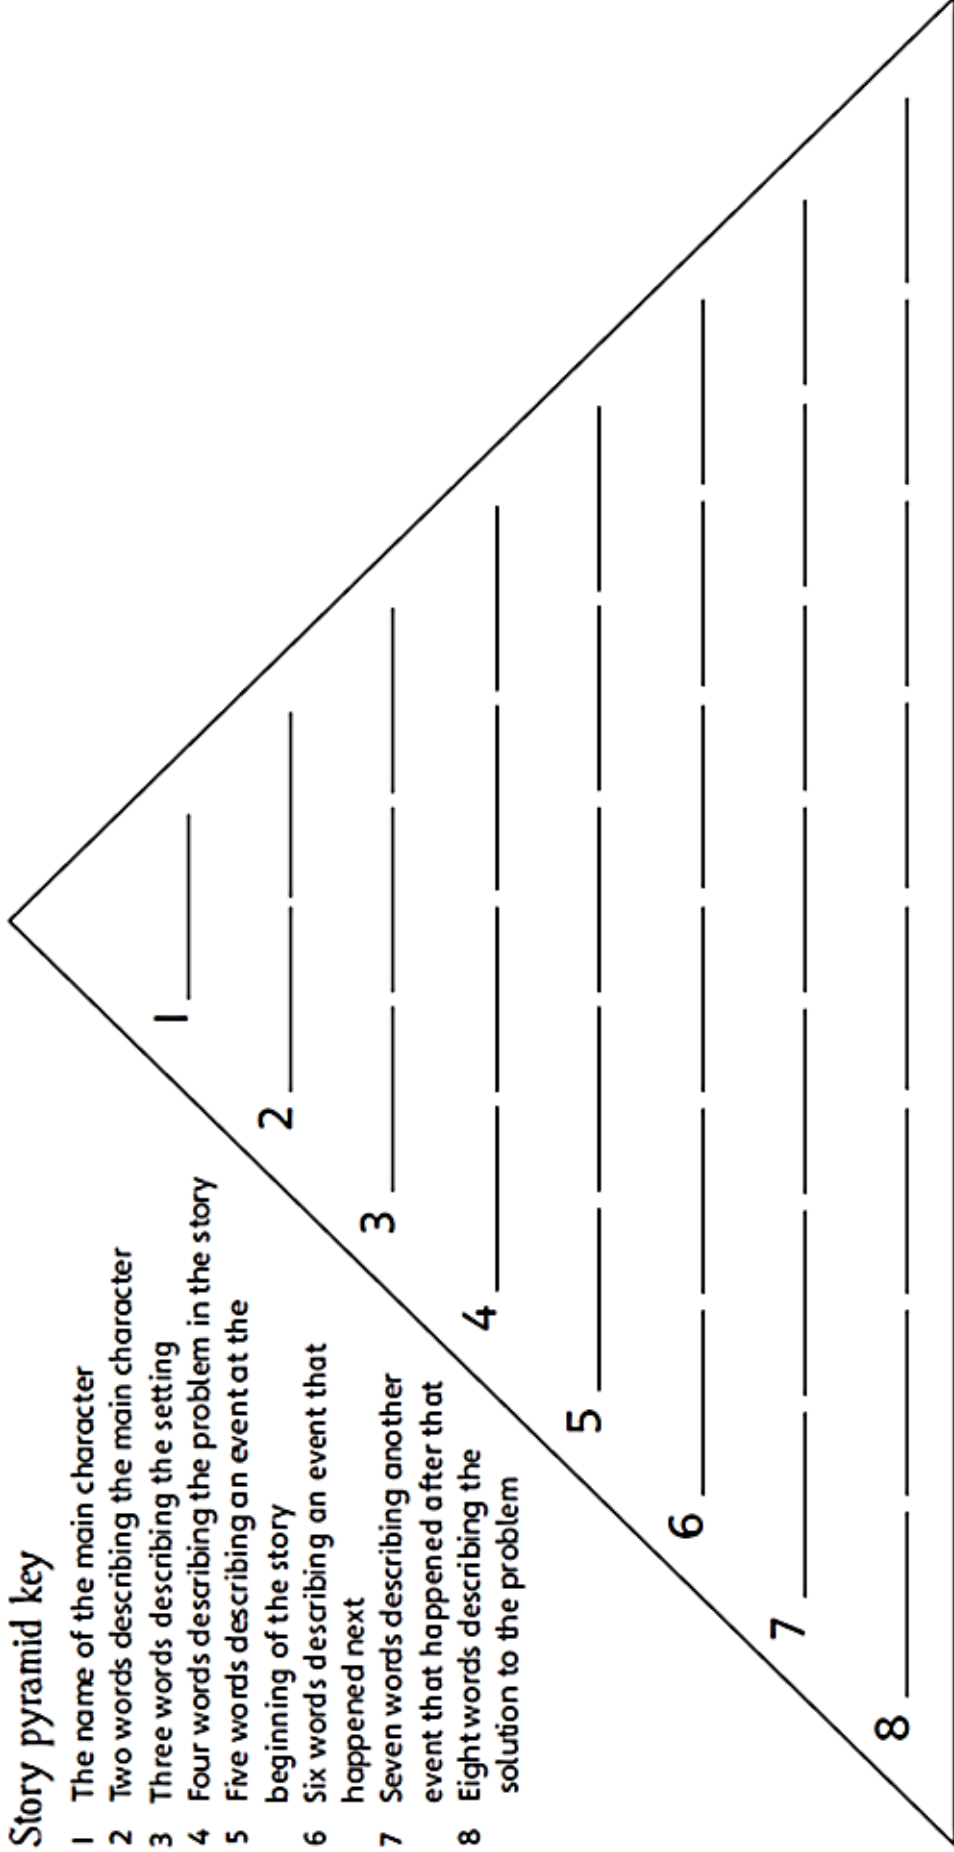 Story pyramid key
1 The name of the main character
2 Two words describing the main character
3 Three words describing the setting
4 Four words describing the problem in the story
5 Five words describing an event at the
beginning of the story
6 Six words describing an event that
happened next
7 Seven words describing another
event that happened after that
8 Eight words describing the
solution to the problem
1
2
3
4
5
6
7
8